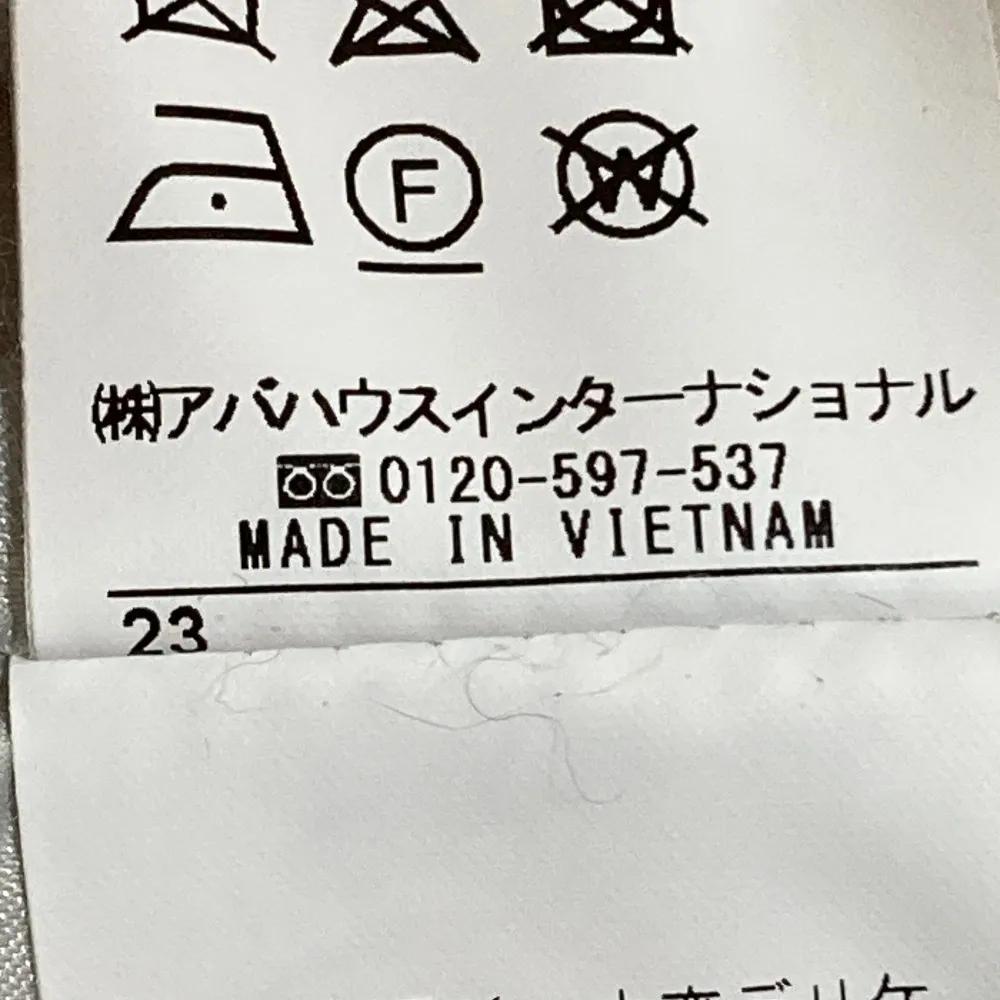 F
W
㈱アバハウスインターナショナル
0120-597-537
MADE IN VIETNAM
23